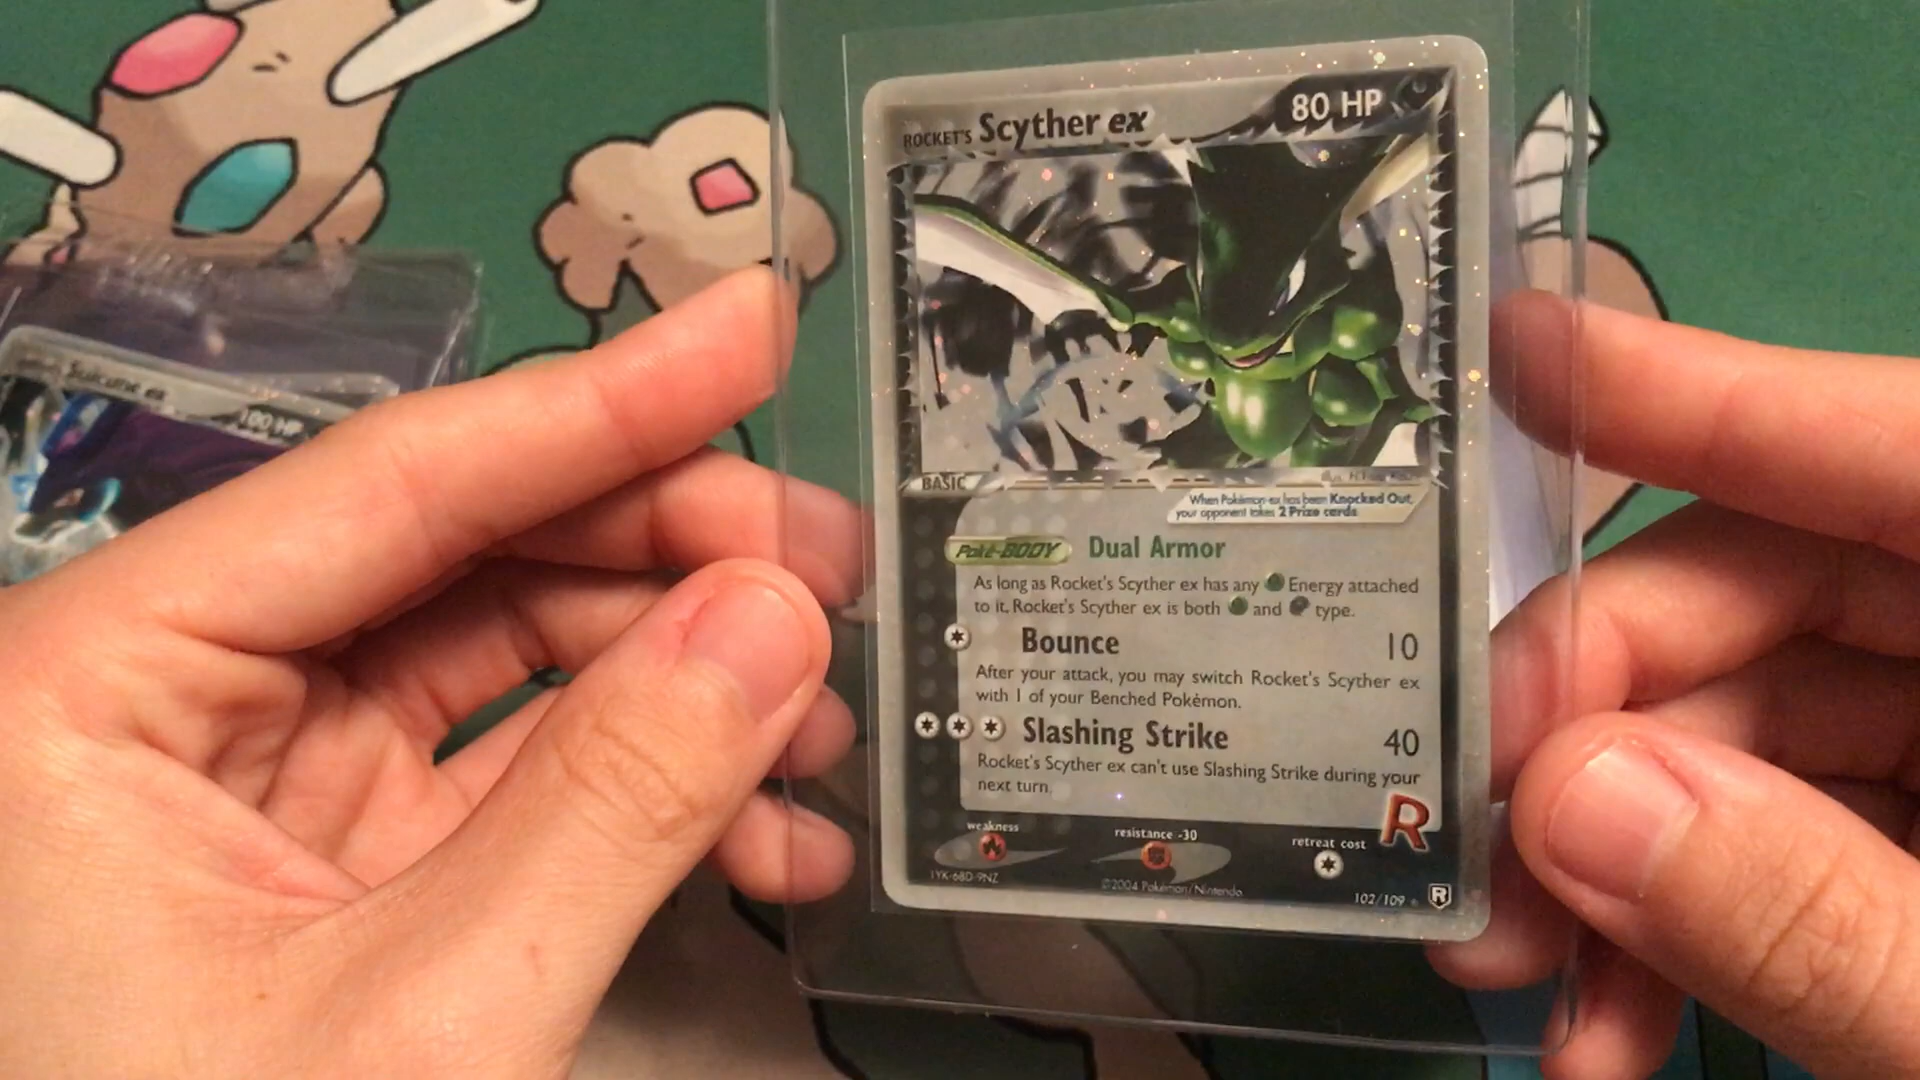 ROCKET'S Scyther ex 80 HP
BASIC
When Pokémon-ex has been Knocked Out,
your opponent takes 2 Prize cards.
Poké-BODY Dual Armor
As long as Rocket's Scyther ex has any Energy attached
to it, Rocket's Scyther ex is both and type.
Bounce 10
After your attack, you may switch Rocket's Scyther ex
with 1 of your Benched Pokémon.
Slashing Strike 40
Rocket's Scyther ex can't use Slashing Strike during your
next turn.
R
weakness resistance -30 retreat cost
1YK-68D-9NZ ©2004 Pokémon/Nintendo. 102/109 R
Suicune ex 100 HP